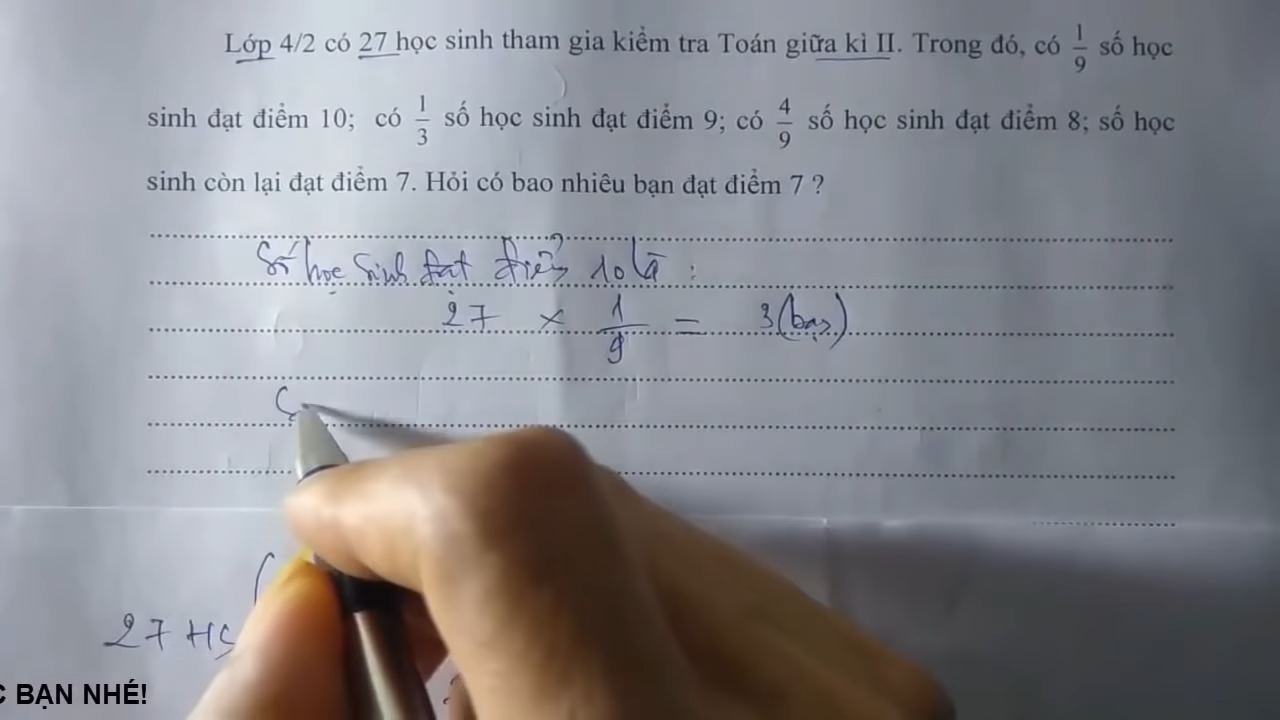 Lớp 4/2 có 27 học sinh tham gia kiểm tra Toán giữa kì II. Trong đó, có 1/9 số học
sinh đạt điểm 10; có 1/3 số học sinh đạt điểm 9; có 4/9 số học sinh đạt điểm 8; số học
sinh còn lại đạt điểm 7. Hỏi có bao nhiêu bạn đạt điểm 7 ?
Số học sinh đạt điểm 10 là :
27 × 1/9 = 3 (bạn)
27 HS
BẠN NHÉ!